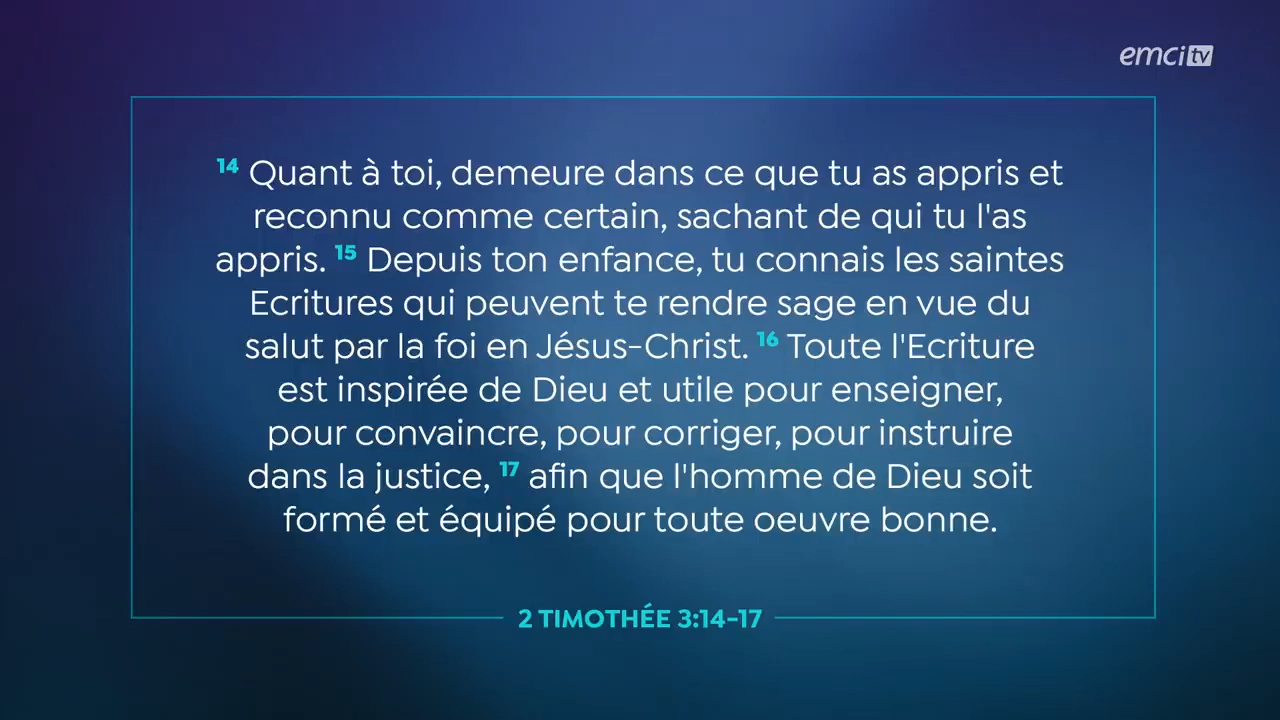 emci tv
14 Quant à toi, demeure dans ce que tu as appris et
reconnu comme certain, sachant de qui tu l'as
appris. 15 Depuis ton enfance, tu connais les saintes
Ecritures qui peuvent te rendre sage en vue du
salut par la foi en Jésus-Christ. 16 Toute l'Ecriture
est inspirée de Dieu et utile pour enseigner,
pour convaincre, pour corriger, pour instruire
dans la justice, 17 afin que l'homme de Dieu soit
formé et équipé pour toute oeuvre bonne.
2 TIMOTHÉE 3:14-17